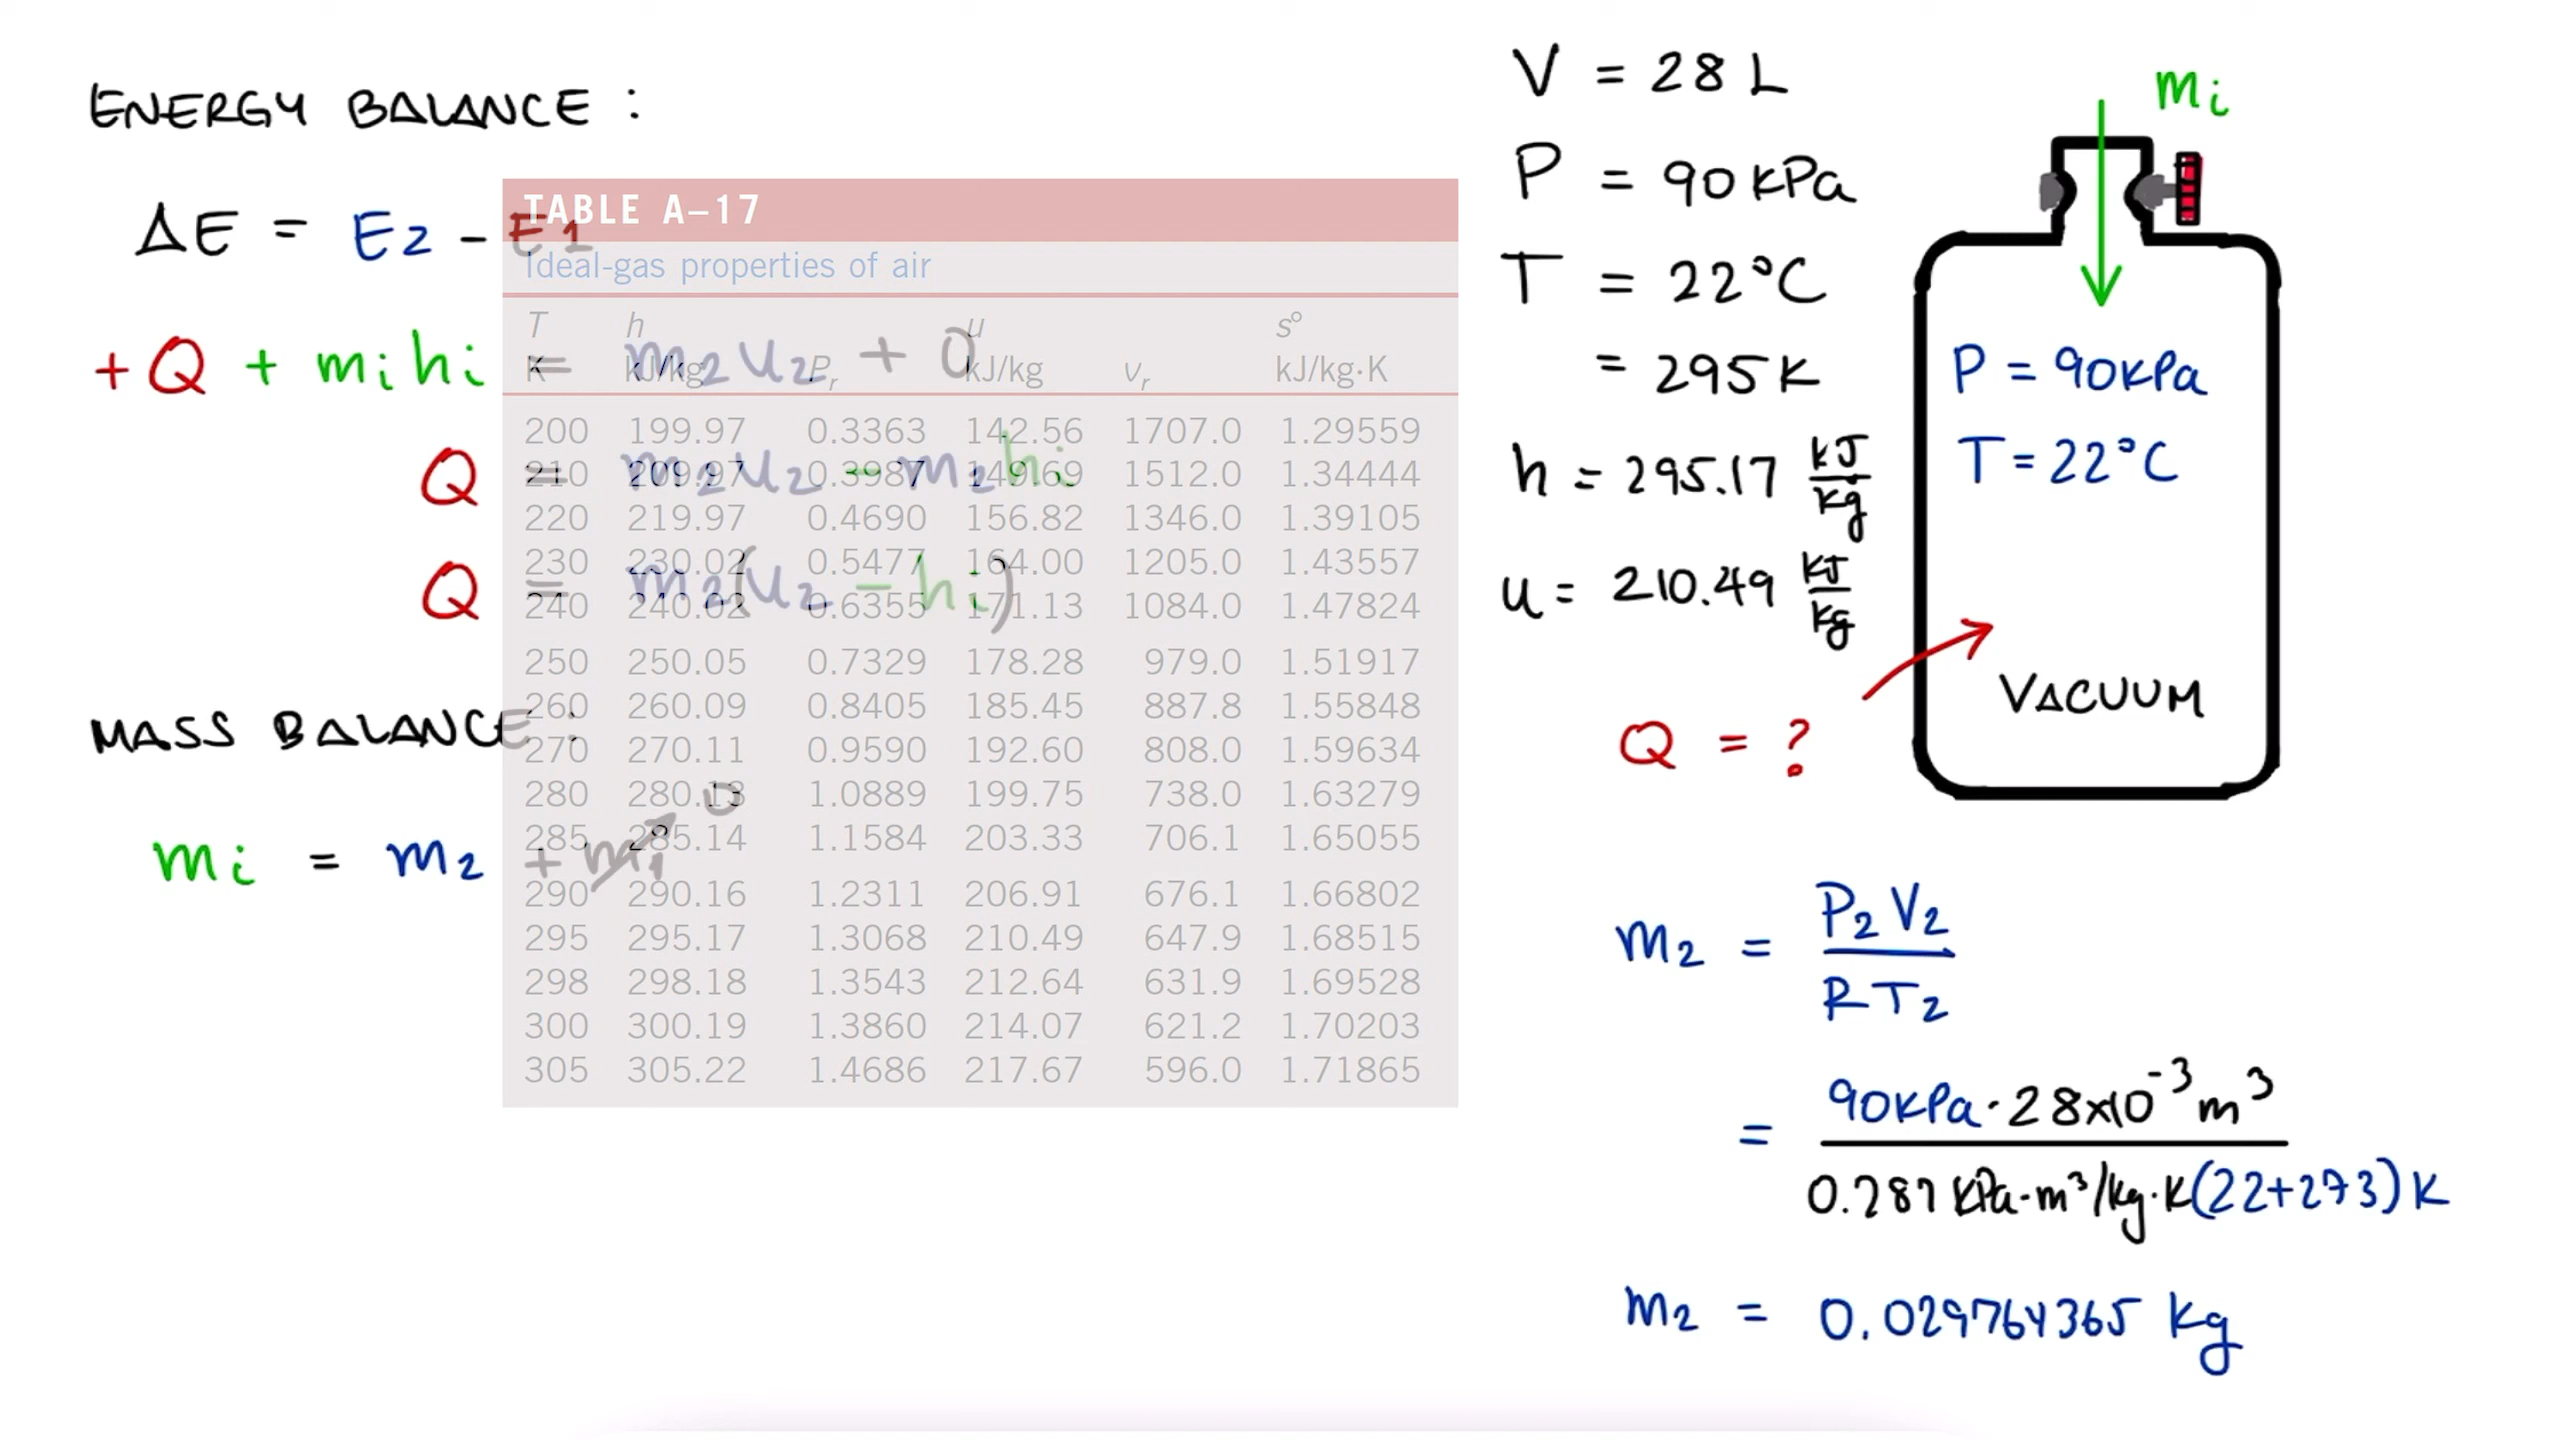 ENERGY BALANCE :
ΔE = E2 - E1
+Q + mihi = m2u2 + 0
Q = m2u2 - m2hi
Q = m2(u2 - hi)
MASS BALANCE :
mi = m2 + m1 0
TABLE A–17
Ideal-gas properties of air
T h u s°
K kJ/kg Pr kJ/kg vr kJ/kg·K
200 199.97 0.3363 142.56 1707.0 1.29559
210 209.97 0.3987 149.69 1512.0 1.34444
220 219.97 0.4690 156.82 1346.0 1.39105
230 230.02 0.5477 164.00 1205.0 1.43557
240 240.02 0.6355 171.13 1084.0 1.47824
250 250.05 0.7329 178.28 979.0 1.51917
260 260.09 0.8405 185.45 887.8 1.55848
270 270.11 0.9590 192.60 808.0 1.59634
280 280.13 1.0889 199.75 738.0 1.63279
285 285.14 1.1584 203.33 706.1 1.65055
290 290.16 1.2311 206.91 676.1 1.66802
295 295.17 1.3068 210.49 647.9 1.68515
298 298.18 1.3543 212.64 631.9 1.69528
300 300.19 1.3860 214.07 621.2 1.70203
305 305.22 1.4686 217.67 596.0 1.71865
V = 28 L
P = 90 kPa
T = 22°C
= 295 K
h = 295.17 kJ/kg
u = 210.49 kJ/kg
Q = ?
mi
P = 90kPa
T = 22°C
VACUUM
m2 = P2 V2 / R T2
= 90kPa · 28x10^-3 m^3 / 0.287 kPa·m^3/kg·K (22+273) K
m2 = 0.029764365 kg